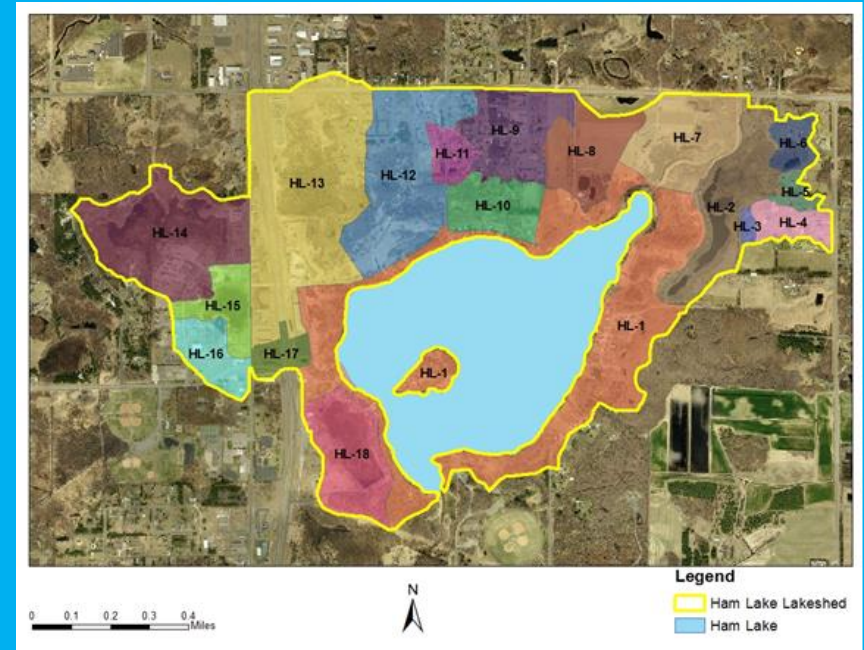 HL-9
HL-6
HL-7
HL-8
HL-11
HL-12
HL-13
HL-5
HL-10
HL-2
HL-4
HL-3
HL-14
HL-15
HL-1
HL-16
HL-17
HL-1
HL-18
N
Legend
Ham Lake Lakeshed
Ham Lake
0 0.1 0.2 0.3 0.4
Miles